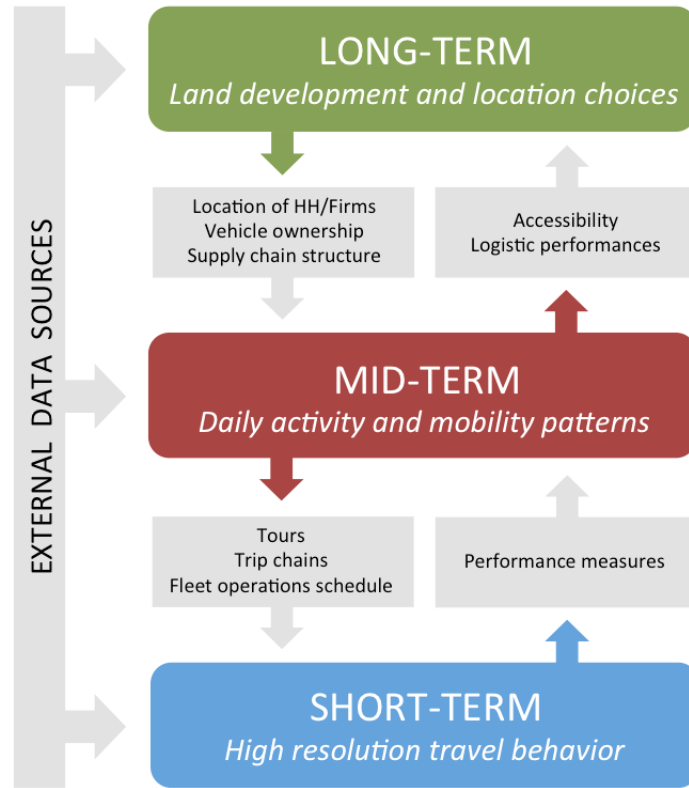 EXTERNAL DATA SOURCES
LONG-TERM
Land development and location choices
Location of HH/Firms
Vehicle ownership
Supply chain structure
Accessibility
Logistic performances
MID-TERM
Daily activity and mobility patterns
Tours
Trip chains
Fleet operations schedule
Performance measures
SHORT-TERM
High resolution travel behavior